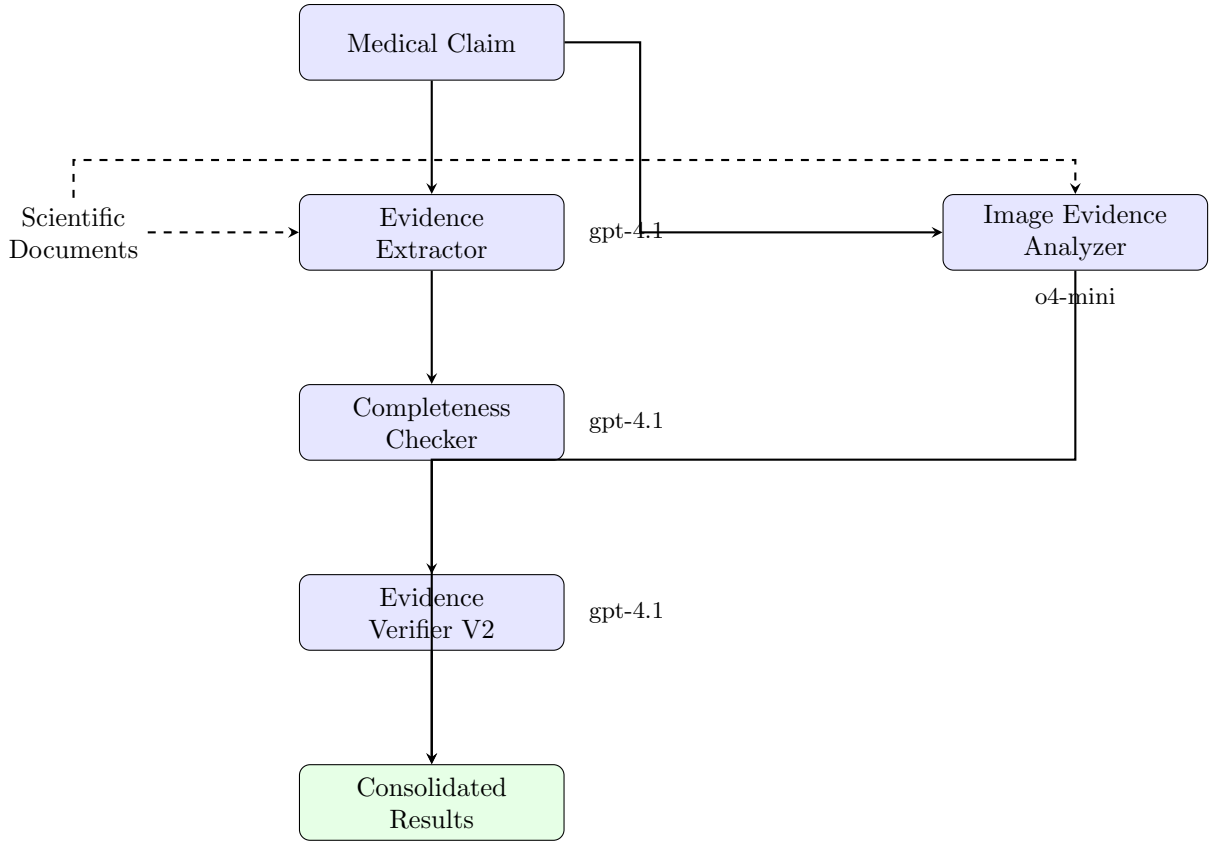 Medical Claim
Scientific
Documents
Evidence
Extractor
gpt-4.1
Image Evidence
Analyzer
o4-mini
Completeness
Checker
gpt-4.1
Evidence
Verifier V2
gpt-4.1
Consolidated
Results